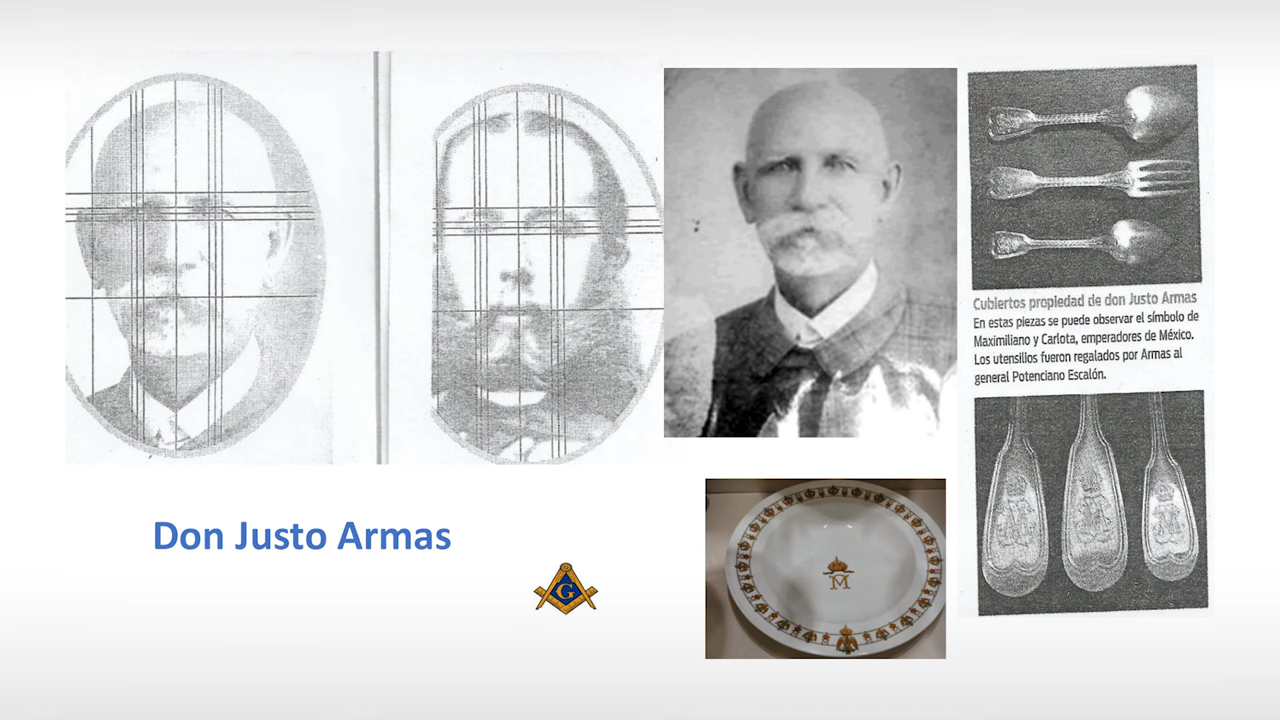 Cubiertos propiedad de don Justo Armas
En estas piezas se puede observar el símbolo de
Maximiliano y Carlota, emperadores de México.
Los utensilios fueron regalados por Armas al
general Potenciano Escalón.
Don Justo Armas
G
M